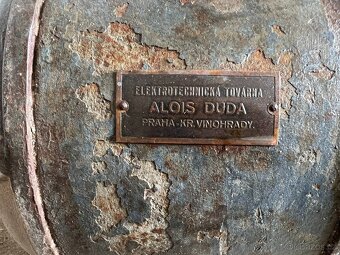 ELEKTROTECHNICKÁ TOVÁRNA
ALOIS DUDA
PRAHA-KR. VINOHRADY.